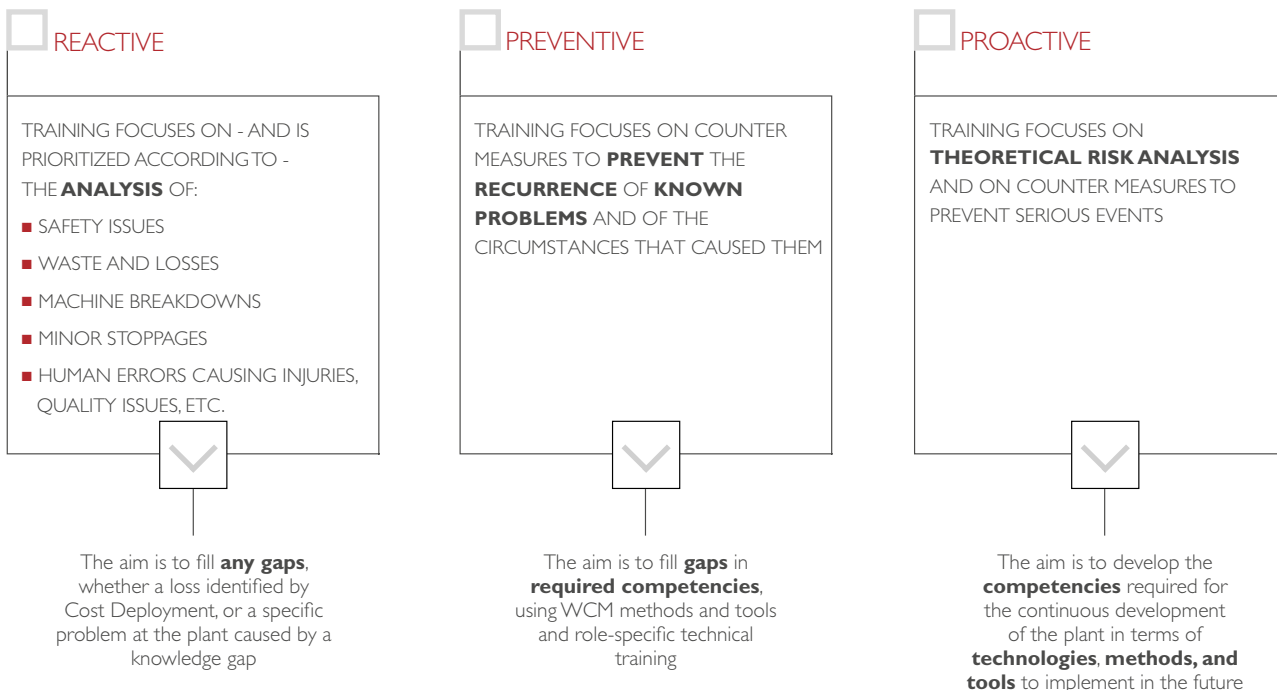 REACTIVE
TRAINING FOCUSES ON - AND IS
PRIORITIZED ACCORDING TO -
THE ANALYSIS OF:
SAFETY ISSUES
WASTE AND LOSSES
MACHINE BREAKDOWNS
MINOR STOPPAGES
HUMAN ERRORS CAUSING INJURIES,
QUALITY ISSUES, ETC.
The aim is to fill any gaps,
whether a loss identified by
Cost Deployment, or a specific
problem at the plant caused by a
knowledge gap
PREVENTIVE
TRAINING FOCUSES ON COUNTER
MEASURES TO PREVENT THE
RECURRENCE OF KNOWN
PROBLEMS AND OF THE
CIRCUMSTANCES THAT CAUSED THEM
The aim is to fill gaps in
required competencies,
using WCM methods and tools
and role-specific technical
training
PROACTIVE
TRAINING FOCUSES ON
THEORETICAL RISK ANALYSIS
AND ON COUNTER MEASURES TO
PREVENT SERIOUS EVENTS
The aim is to develop the
competencies required for
the continuous development
of the plant in terms of
technologies, methods, and
tools to implement in the future